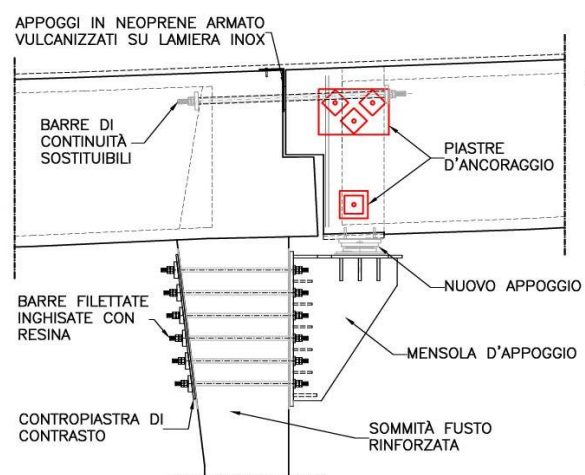 APPOGGI IN NEOPRENE ARMATO
VULCANIZZATI SU LAMIERA INOX
BARRE DI
CONTINUITÀ
SOSTITUIBILI
PIASTRE
D'ANCORAGGIO
NUOVO APPOGGIO
BARRE FILETTATE
INGHISATE CON
RESINA
MENSOLA D'APPOGGIO
CONTROPIASTRA DI
CONTRASTO
SOMMITÀ FUSTO
RINFORZATA